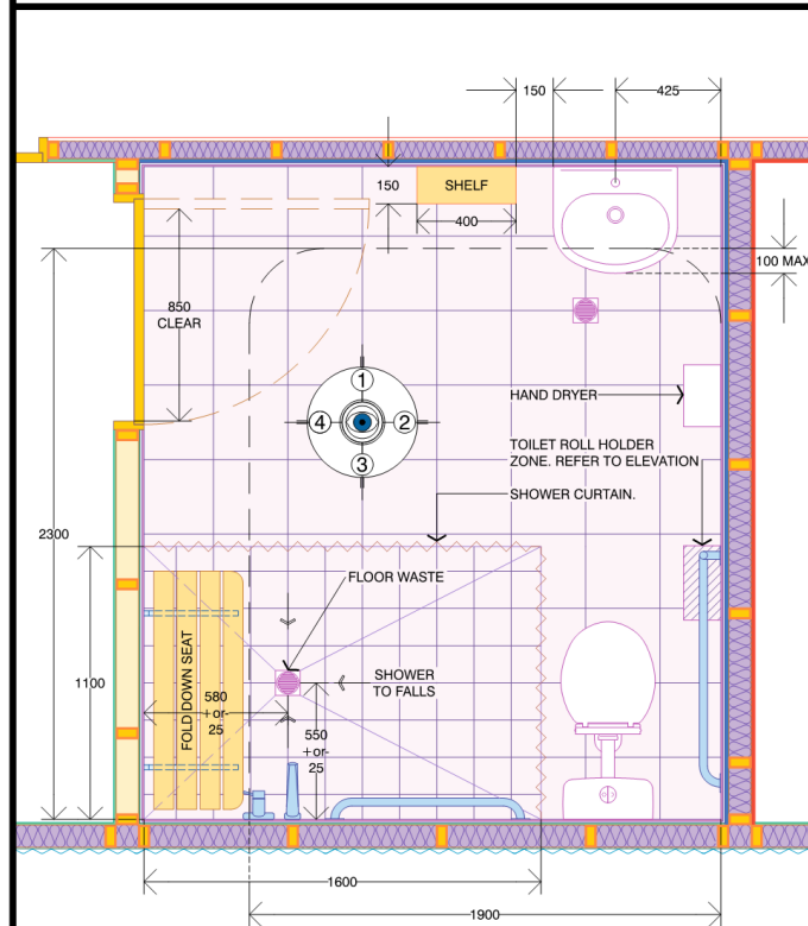 150
425
150
SHELF
400
100 MAX
850
CLEAR
1
4
2
3
HAND DRYER
TOILET ROLL HOLDER
ZONE. REFER TO ELEVATION
SHOWER CURTAIN.
2300
FLOOR WASTE
FOLD DOWN SEAT
SHOWER
TO FALLS
1100
580
+or-
25
550
+or-
25
1600
1900